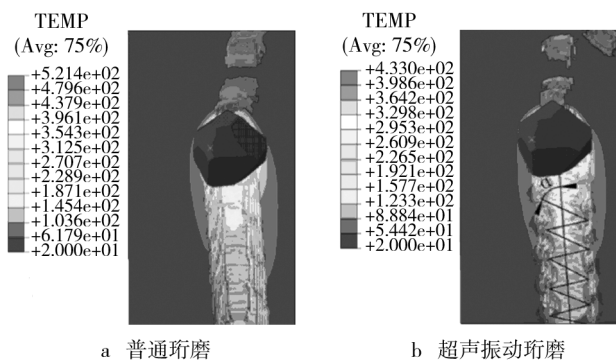 TEMP
(Avg: 75%)
+5.214e+02
+4.796e+02
+4.379e+02
+3.961e+02
+3.543e+02
+3.125e+02
+2.707e+02
+2.289e+02
+1.871e+02
+1.454e+02
+1.036e+02
+6.179e+01
+2.000e+01
a 普通珩磨
TEMP
(Avg: 75%)
+4.330e+02
+3.986e+02
+3.642e+02
+3.298e+02
+2.953e+02
+2.609e+02
+2.265e+02
+1.921e+02
+1.577e+02
+1.233e+02
+8.884e+01
+5.442e+01
+2.000e+01
b 超声振动珩磨